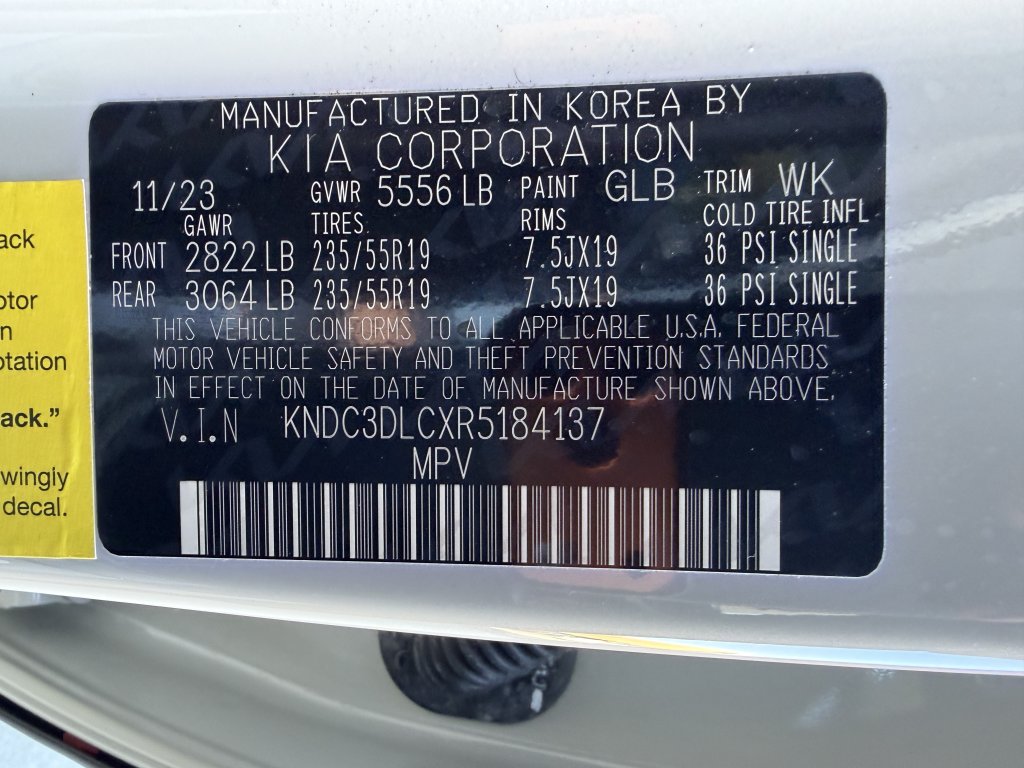 MANUFACTURED IN KOREA BY
KIA CORPORATION
11/23 GVWR 5556 LB PAINT GLB TRIM WK
GAWR TIRES. RIMS COLD TIRE INFL
FRONT 2822 LB 235/55R19 7.5JX19 36 PSI SINGLE
REAR 3064 LB 235/55R19 7.5JX19 36 PSI SINGLE
THIS VEHICLE CONFORMS TO ALL APPLICABLE U.S.A. FEDERAL
MOTOR VEHICLE SAFETY AND THEFT PREVENTION STANDARDS
IN EFFECT ON THE DATE OF MANUFACTURE SHOWN ABOVE.
V.I.N KNDC3DLCXR5184137
MPV
ack
otor
n
otation
ack.”
wingly
decal.